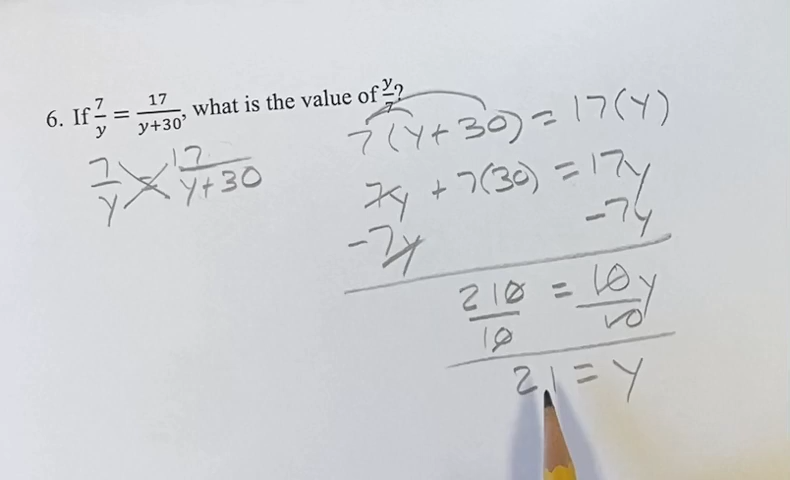 6. If 7/y = 17/y+30, what is the value of y/7?
7(y+30) = 17(y)
7/y = 17/y+30
7y + 7(30) = 17y
-7y -7y
210/10 = 10y/10
21 = y